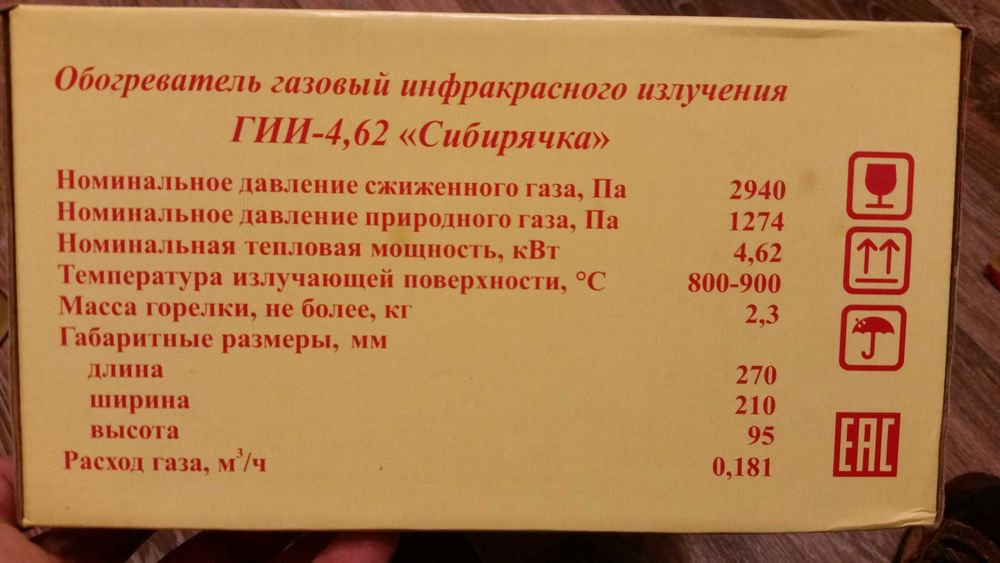 Обогреватель газовый инфракрасного излучения
ГИИ-4,62 «Сибирячка»
Номинальное давление сжиженного газа, Па 2940
Номинальное давление природного газа, Па 1274
Номинальная тепловая мощность, кВт 4,62
Температура излучающей поверхности, °С 800-900
Масса горелки, не более, кг 2,3
Габаритные размеры, мм
длина 270
ширина 210
высота 95
Расход газа, м³/ч 0,181
EAC